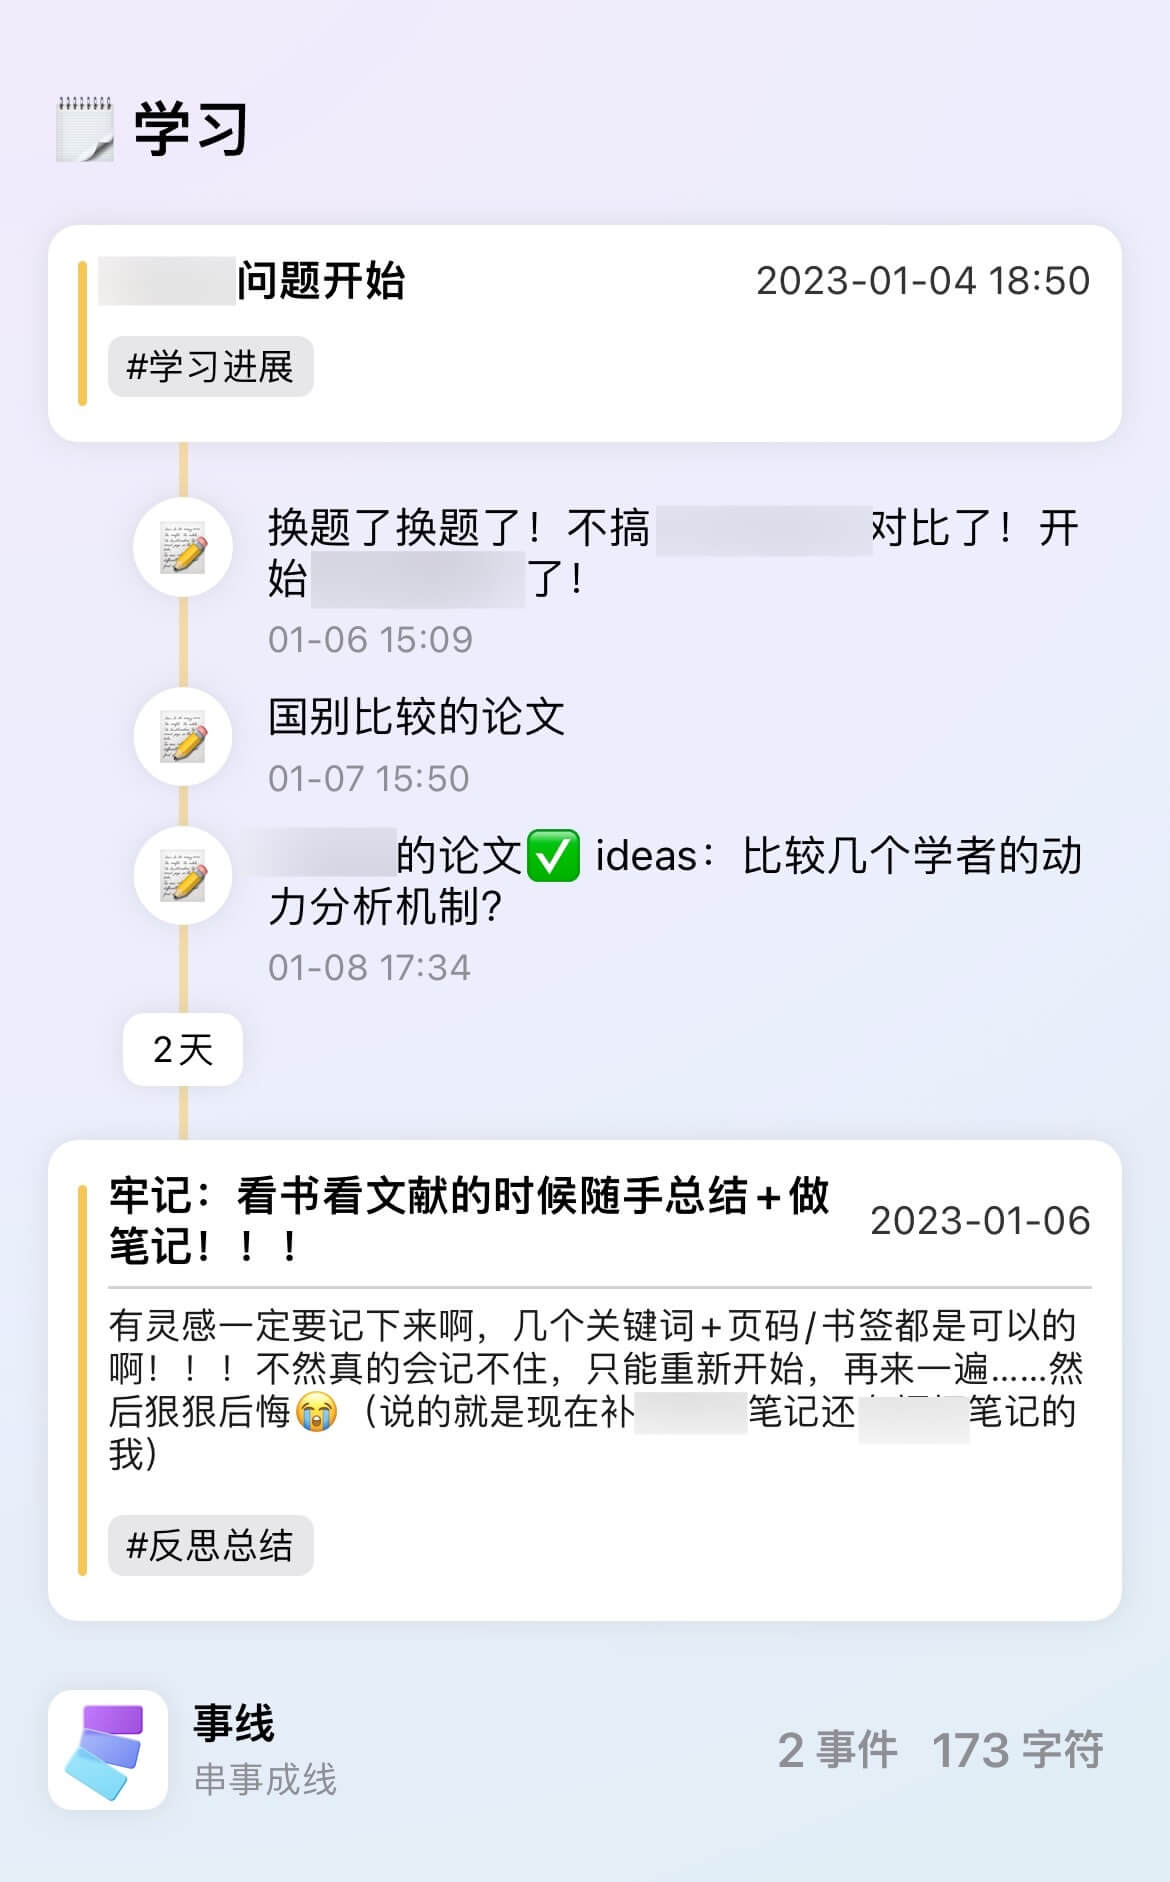 学习
问题开始
2023-01-04 18:50
#学习进展
换题了换题了！不搞对比了！开
始了！
01-06 15:09
国别比较的论文
01-07 15:50
的论文✅ ideas：比较几个学者的动
力分析机制？
01-08 17:34
2天
牢记：看书看文献的时候随手总结+做
笔记！！！
2023-01-06
有灵感一定要记下来啊，几个关键词+页码/书签都是可以的
啊！！！不然真的会记不住，只能重新开始，再来一遍……然
后狠狠后悔😭（说的就是现在补笔记还笔记的
我）
#反思总结
事线
串事成线
2 事件 173 字符